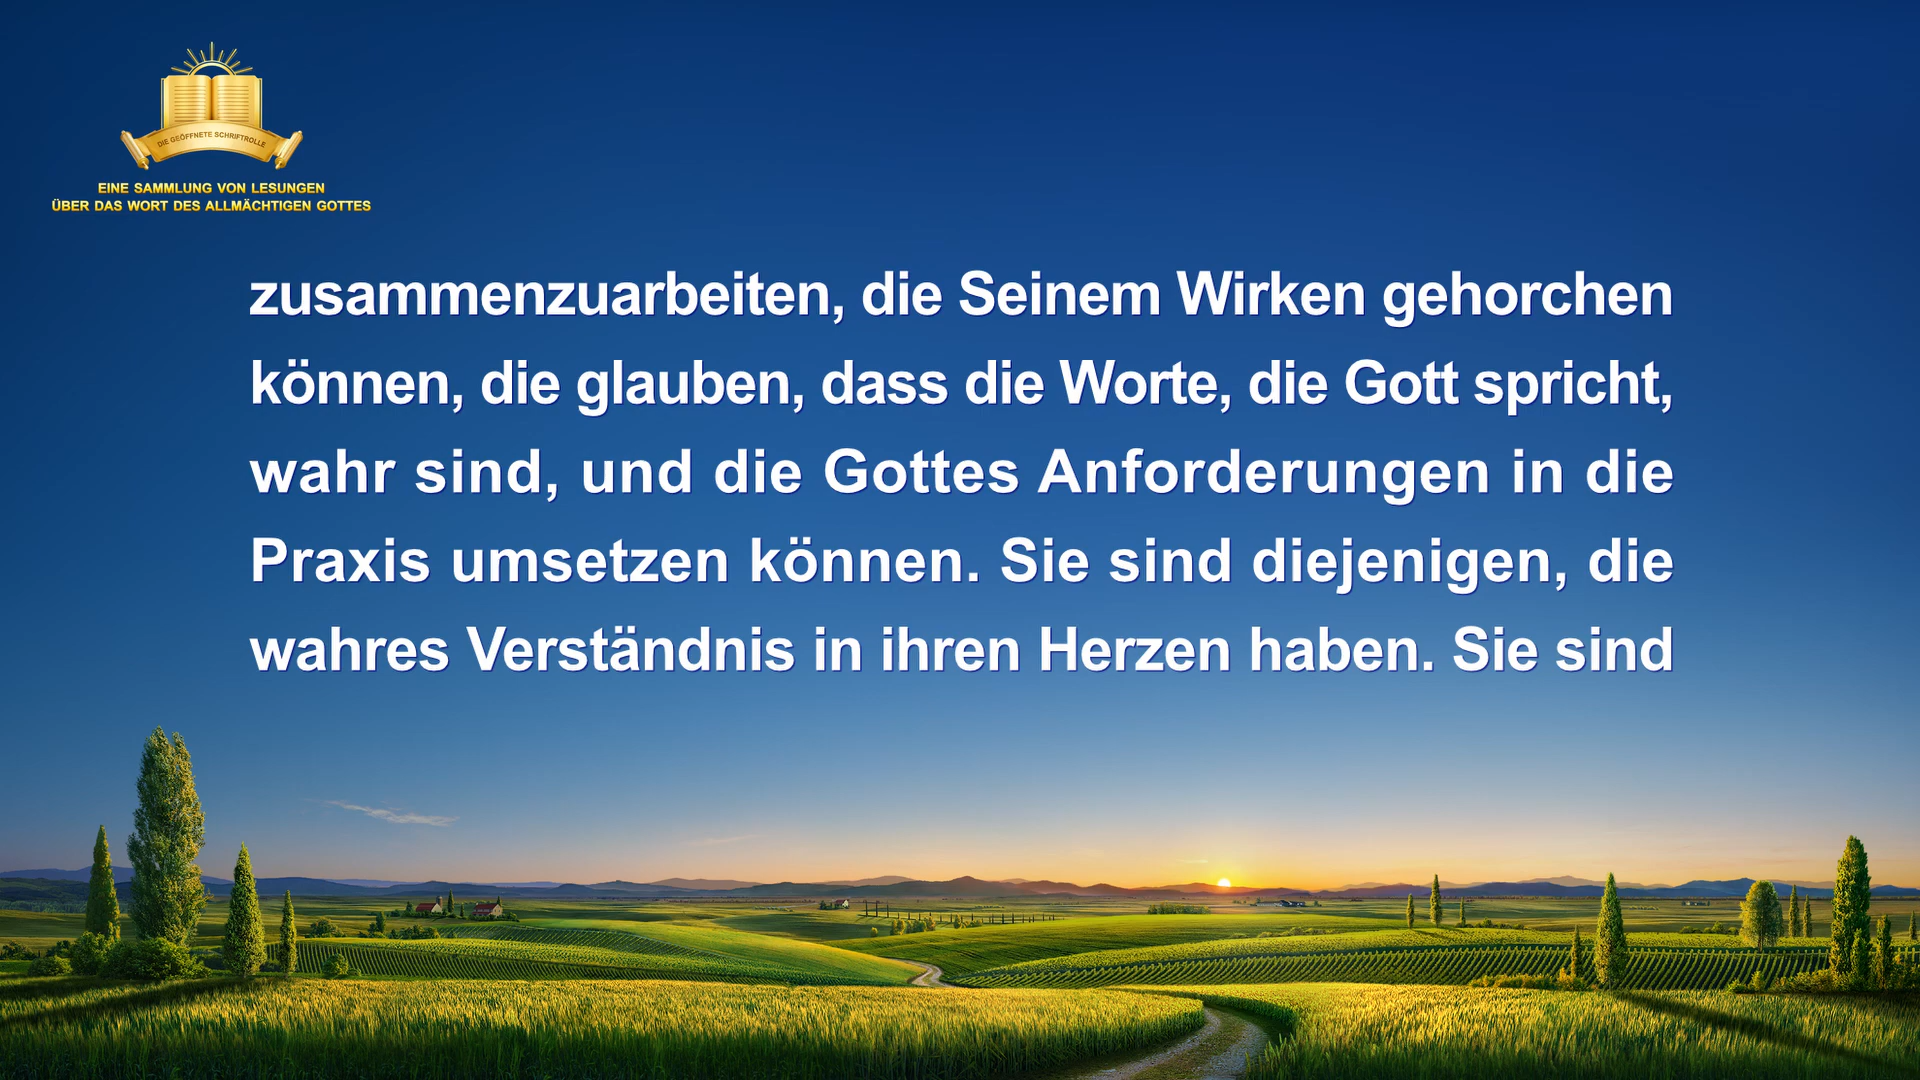 DIE GEÖFFNETE SCHRIFTROLLE
EINE SAMMLUNG VON LESUNGEN
ÜBER DAS WORT DES ALLMÄCHTIGEN GOTTES
zusammenzuarbeiten, die Seinem Wirken gehorchen
können, die glauben, dass die Worte, die Gott spricht,
wahr sind, und die Gottes Anforderungen in die
Praxis umsetzen können. Sie sind diejenigen, die
wahres Verständnis in ihren Herzen haben. Sie sind